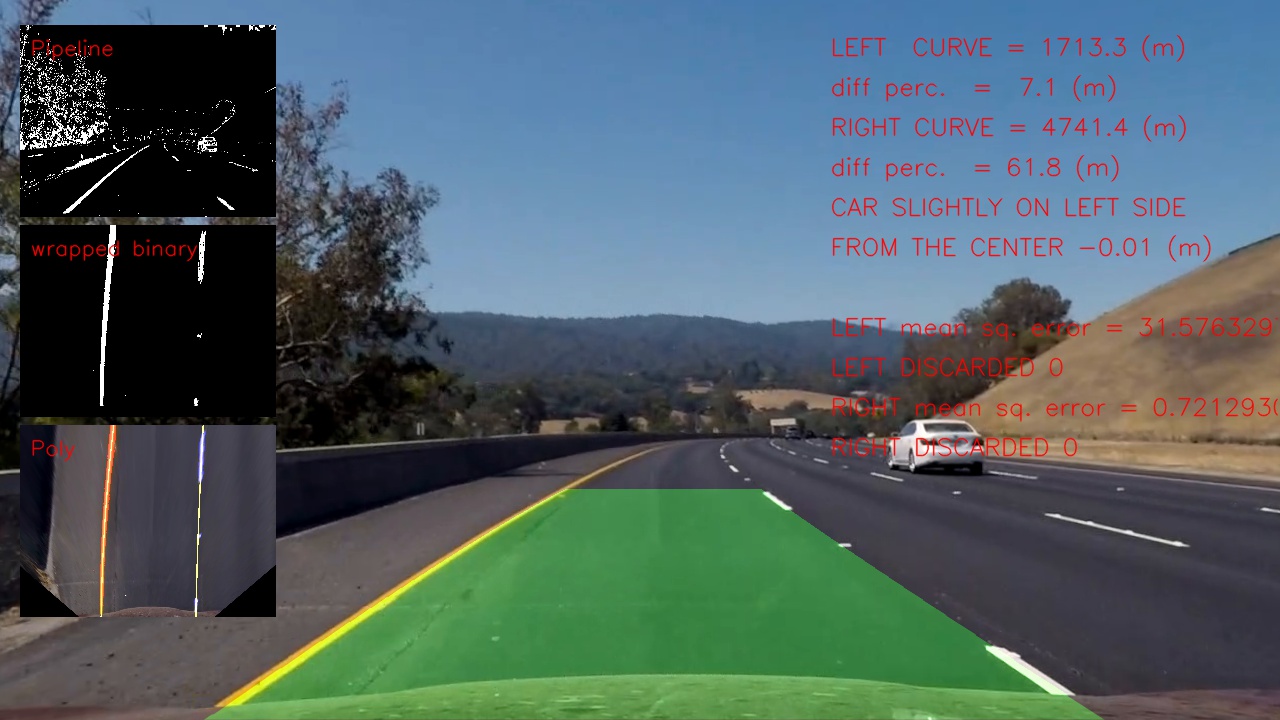 Pipeline
wrapped binary
Poly
LEFT CURVE = 1713.3 (m)
diff perc. = 7.1 (m)
RIGHT CURVE = 4741.4 (m)
diff perc. = 61.8 (m)
CAR SLIGHTLY ON LEFT SIDE
FROM THE CENTER -0.01 (m)
LEFT mean sq. error = 31.576329
LEFT DISCARDED 0
RIGHT mean sq. error = 0.721293(
RIGHT DISCARDED 0